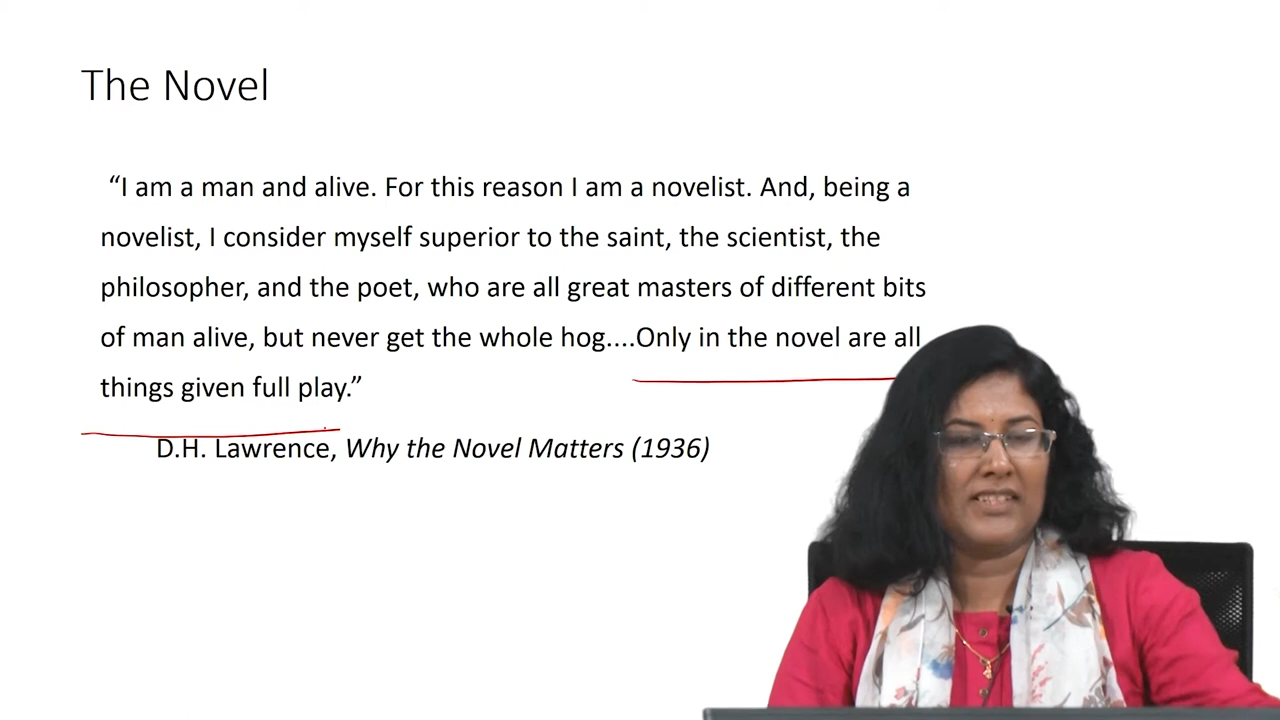 The Novel
“I am a man and alive. For this reason I am a novelist. And, being a
novelist, I consider myself superior to the saint, the scientist, the
philosopher, and the poet, who are all great masters of different bits
of man alive, but never get the whole hog....Only in the novel are all
things given full play.”
D.H. Lawrence, Why the Novel Matters (1936)